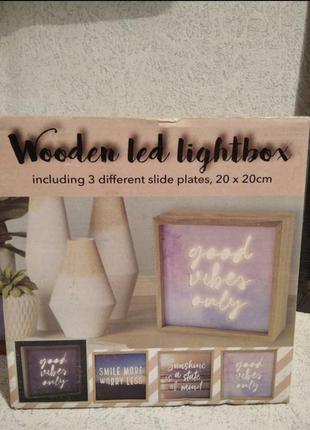 Wooden led lightbox
including 3 different slide plates, 20 x 20cm
good
vibes
only
good
vibes
only
SMILE MORE
WORRY LESS
Sunshine
is a state
of mind
good
vibes
only